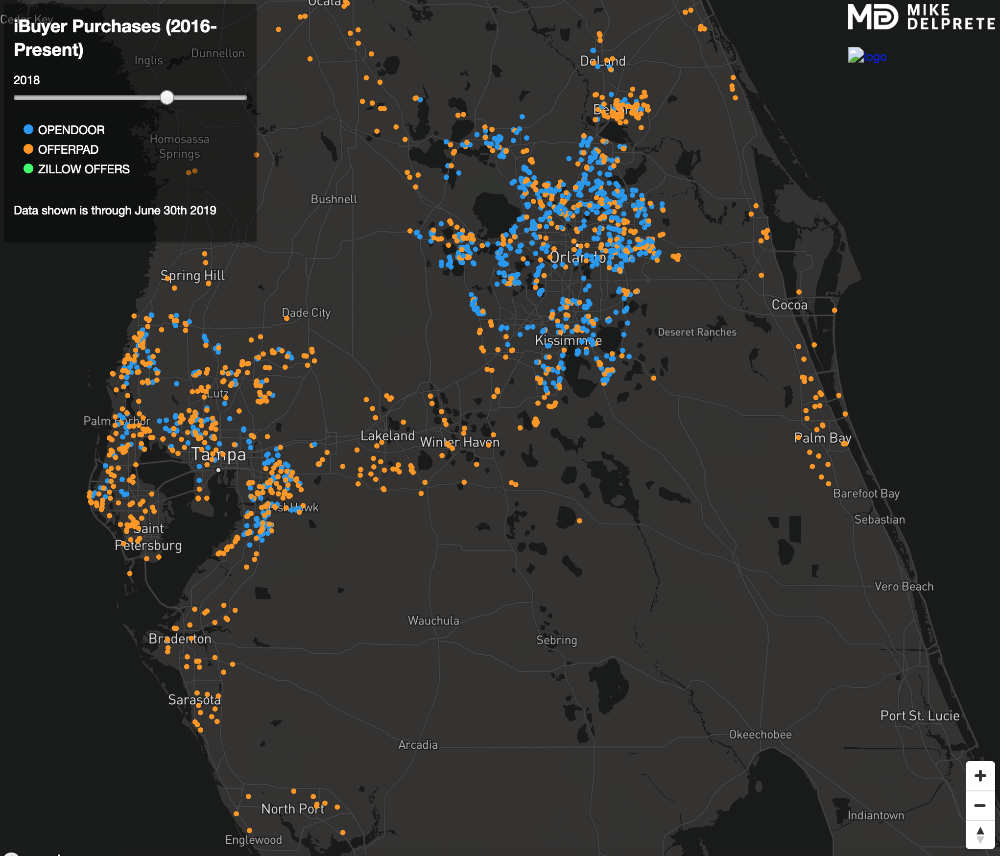 Ocala
Cedar Key
iBuyer Purchases (2016-
Present)
MIKE
DELPRETE
logo
Inglis
Dunnellon
DeLand
2018
OPENDOOR
OFFERPAD
ZILLOW OFFERS
Homosassa
Springs
Data shown is through June 30th 2019
Bushnell
Orlando
Spring Hill
Dade City
Cocoa
Deseret Ranches
Kissimmee
Lutz
Palm Harbor
Lakeland
Winter Haven
Palm Bay
Tampa
Barefoot Bay
FishHawk
Sebastian
Saint
Petersburg
Vero Beach
Wauchula
Bradenton
Sebring
Sarasota
Port St. Lucie
Okeechobee
Arcadia
North Port
Indiantown
Englewood